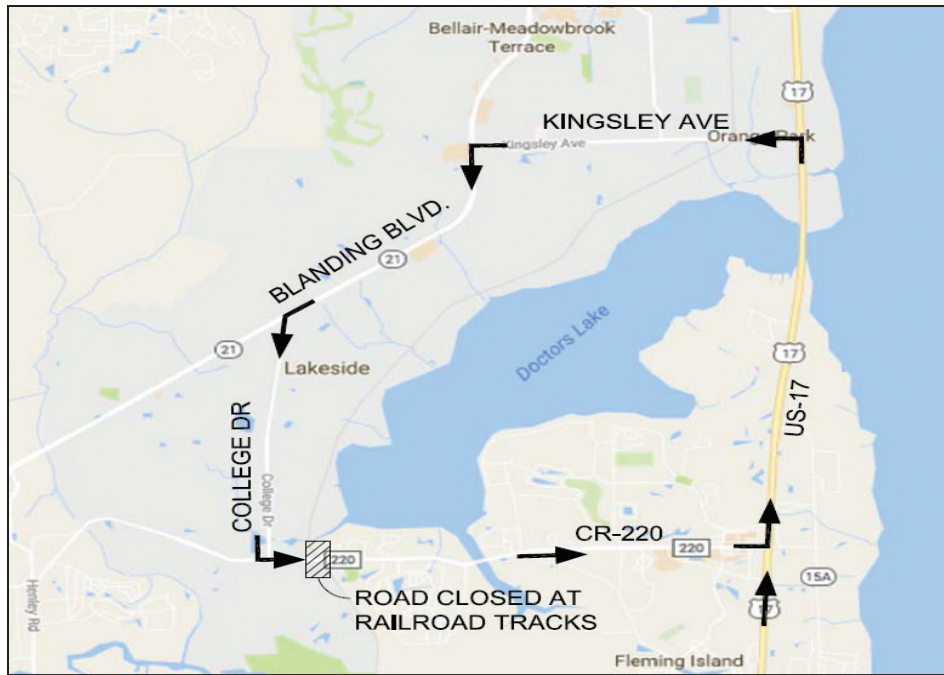 Bellair-Meadowbrook
Terrace
17
KINGSLEY AVE
Kingsley Ave
Orange Park
BLANDING BLVD.
21
Doctors Lake
21
17
Lakeside
US-17
COLLEGE DR
College Dr
CR-220
220
220
15A
Henley Rd
ROAD CLOSED AT
RAILROAD TRACKS
17
Fleming Island